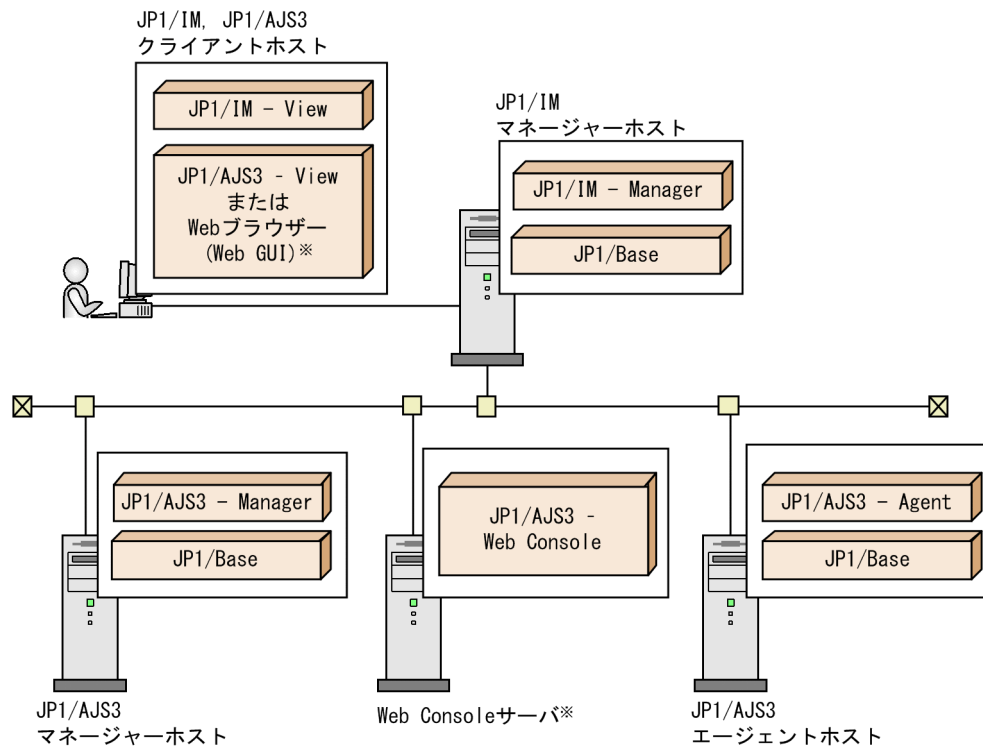 JP1/IM, JP1/AJS3
クライアントホスト
JP1/IM − View
JP1/AJS3 - View
または
Webブラウザー
(Web GUI)※
JP1/IM
マネージャーホスト
JP1/IM − Manager
JP1/Base
JP1/AJS3 − Manager
JP1/Base
JP1/AJS3
マネージャーホスト
JP1/AJS3 -
Web Console
Web Consoleサーバ※
JP1/AJS3 − Agent
JP1/Base
JP1/AJS3
エージェントホスト